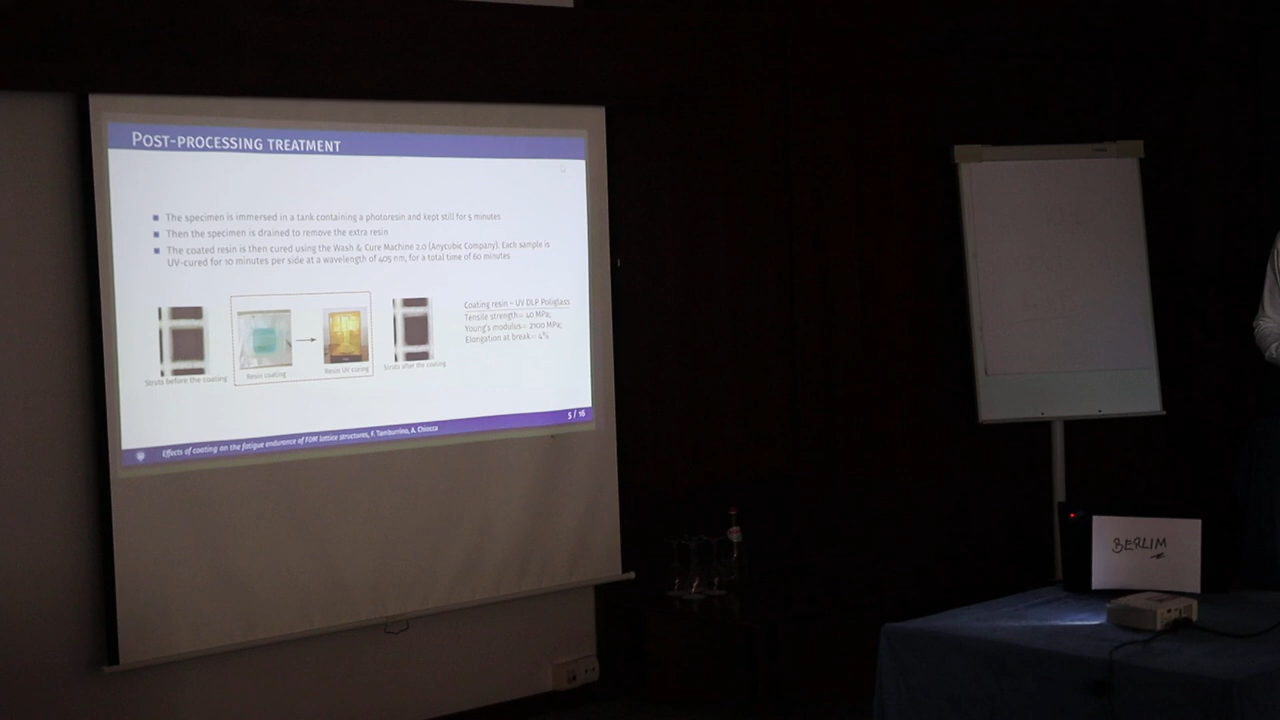 POST-PROCESSING TREATMENT
The specimen is immersed in a tank containing a photoresin and kept still for 5 minutes
Then the specimen is drained to remove the extra resin
The coated resin is then cured using the Wash & Cure Machine 2.0 (Anycubic Company). Each sample is
UV-cured for 10 minutes per side at a wavelength of 405 nm, for a total time of 60 minutes
Coating resin – UV DLP Poliglass
Tensile strength= 40 MPa;
Young's modulus= 2100 MPa;
Elongation at break= 4%
Struts before the coating
Resin coating
Resin UV curing
Struts after the coating
5 / 16
Effects of coating on the fatigue endurance of FDM lattice structures, F. Tamburrino, A. Chiocca
BERLIM